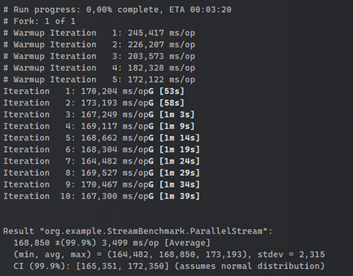 # Run progress: 0,00% complete, ETA 00:03:20
# Fork: 1 of 1
# Warmup Iteration   1: 245,417 ms/op
# Warmup Iteration   2: 226,207 ms/op
# Warmup Iteration   3: 203,573 ms/op
# Warmup Iteration   4: 182,328 ms/op
# Warmup Iteration   5: 172,122 ms/op
Iteration   1: 170,204 ms/opG [53s]
Iteration   2: 173,193 ms/opG [58s]
Iteration   3: 167,249 ms/opG [1m 3s]
Iteration   4: 169,117 ms/opG [1m 9s]
Iteration   5: 168,662 ms/opG [1m 14s]
Iteration   6: 168,304 ms/opG [1m 19s]
Iteration   7: 164,482 ms/opG [1m 24s]
Iteration   8: 169,527 ms/opG [1m 29s]
Iteration   9: 170,467 ms/opG [1m 34s]
Iteration  10: 167,300 ms/opG [1m 39s]
Result "org.example.StreamBenchmark.ParallelStream":
  168,850 ±(99.9%) 3,499 ms/op [Average]
  (min, avg, max) = (164,482, 168,850, 173,193), stdev = 2,315
  CI (99.9%): [165,351, 172,350] (assumes normal distribution)